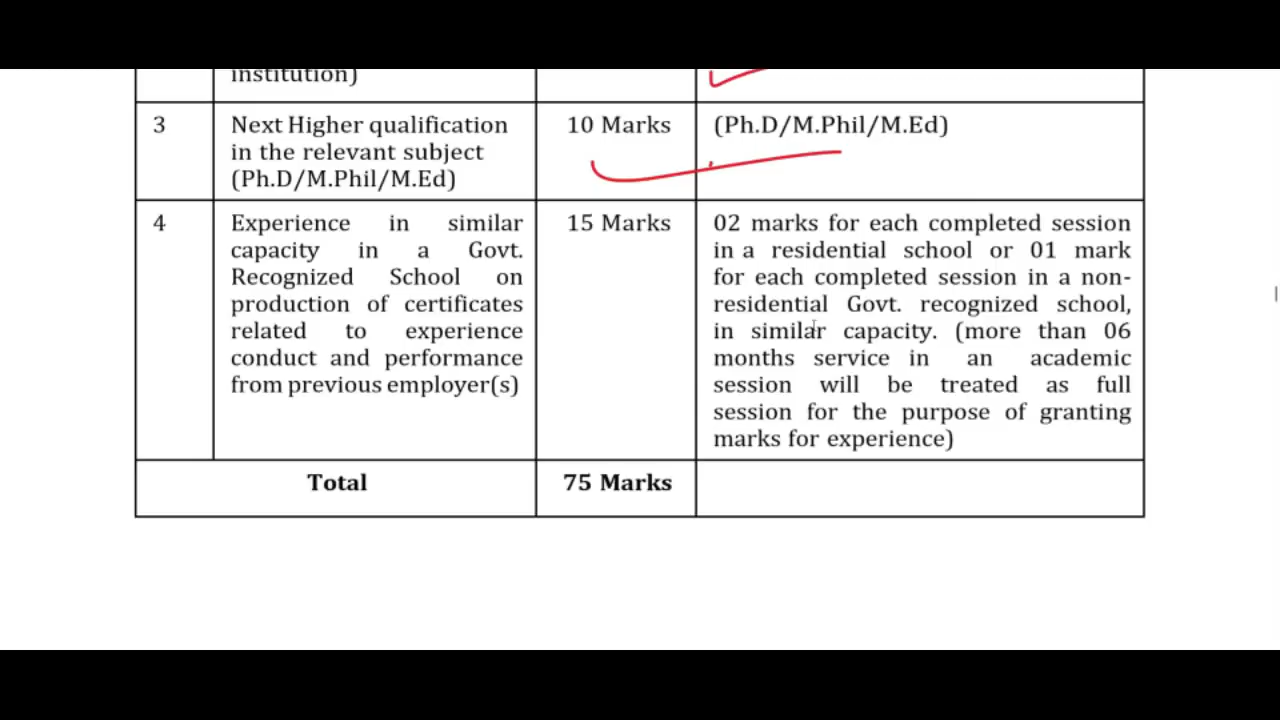 institution)
3
Next Higher qualification
in the relevant subject
(Ph.D/M.Phil/M.Ed)
10 Marks
(Ph.D/M.Phil/M.Ed)
4
Experience in similar
capacity in a Govt.
Recognized School on
production of certificates
related to experience
conduct and performance
from previous employer(s)
15 Marks
02 marks for each completed session
in a residential school or 01 mark
for each completed session in a non-
residential Govt. recognized school,
in similar capacity. (more than 06
months service in an academic
session will be treated as full
session for the purpose of granting
marks for experience)
Total
75 Marks